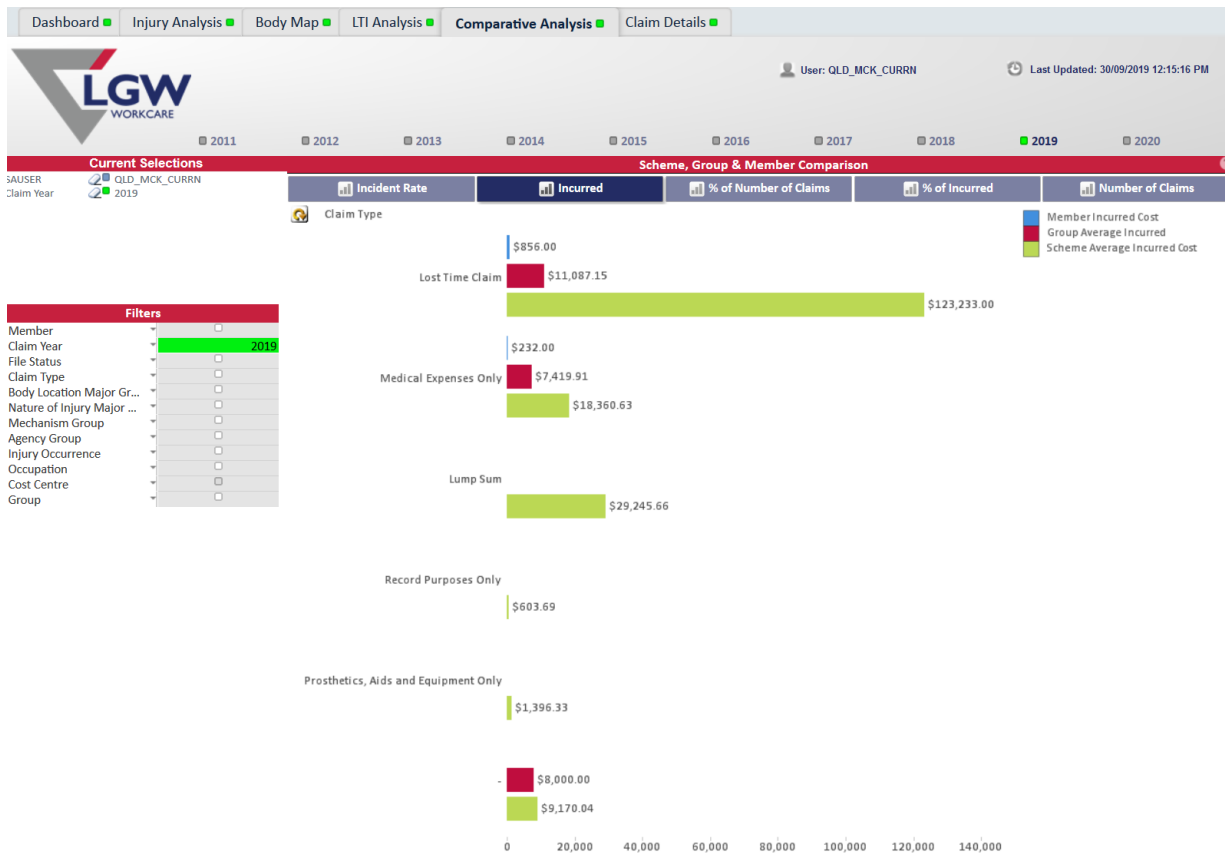 Dashboard Injury Analysis Body Map LTI Analysis Comparative Analysis Claim Details
LGW
WORKCARE
User: QLD_MCK_CURRN
Last Updated: 30/09/2019 12:15:16 PM
2011 2012 2013 2014 2015 2016 2017 2018 2019 2020
Current Selections
SAUSER QLD_MCK_CURRN
Claim Year 2019
Scheme, Group & Member Comparison
Incident Rate Incurred % of Number of Claims % of Incurred Number of Claims
Claim Type
Member Incurred Cost
Group Average Incurred
Scheme Average Incurred Cost
Filters
Member
Claim Year 2019
File Status
Claim Type
Body Location Major Gr...
Nature of Injury Major ...
Mechanism Group
Agency Group
Injury Occurrence
Occupation
Cost Centre
Group
$856.00
Lost Time Claim $11,087.15
$123,233.00
$232.00
Medical Expenses Only $7,419.91
$18,360.63
Lump Sum
$29,245.66
Record Purposes Only
$603.69
Prosthetics, Aids and Equipment Only
$1,396.33
- $8,000.00
$9,170.04
0 20,000 40,000 60,000 80,000 100,000 120,000 140,000